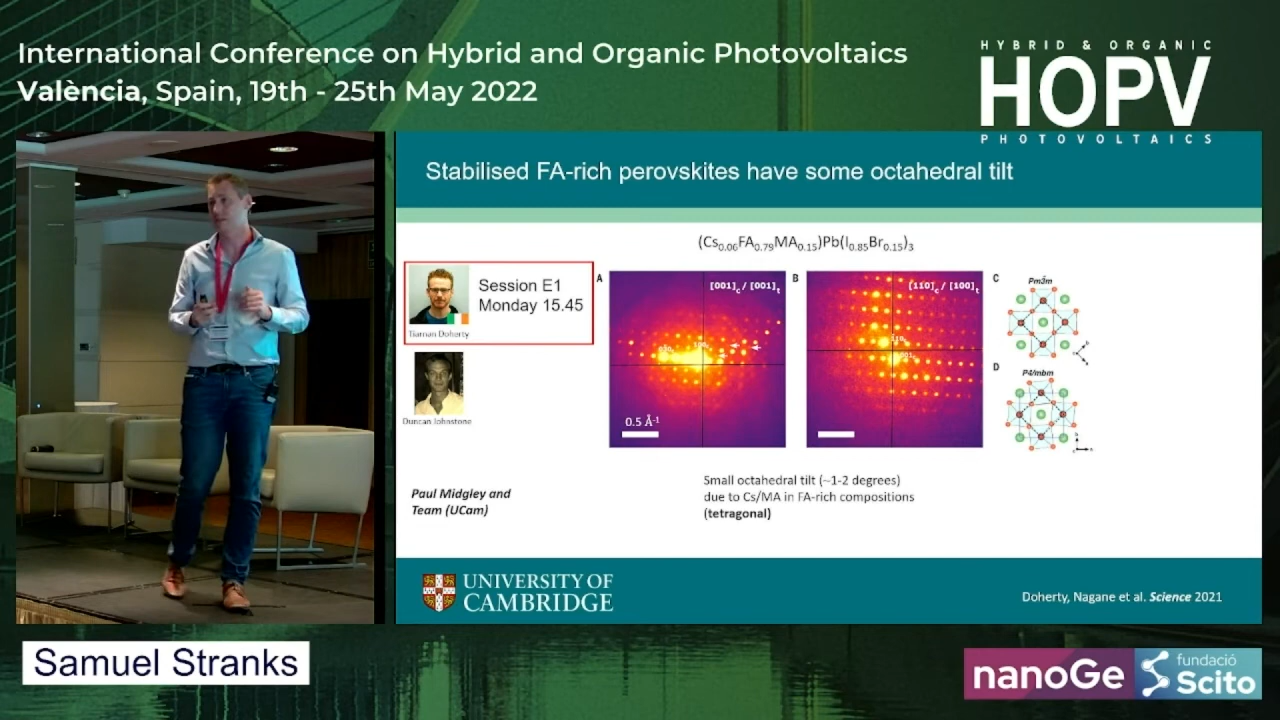 International Conference on Hybrid and Organic Photovoltaics
València, Spain, 19th - 25th May 2022
HYBRID & ORGANIC
HOPV
PHOTOVOLTAICS
Stabilised FA-rich perovskites have some octahedral tilt
(Cs0.06FA0.79MA0.15)Pb(I0.85Br0.15)3
Session E1
Monday 15.45
Tiarnan Doherty
Duncan Johnstone
A
[001]c / [001]t
0.5 Å-1
B
[110]c / [100]t
C
Pm3̄m
D
P4/mbm
Small octahedral tilt (~1-2 degrees)
due to Cs/MA in FA-rich compositions
(tetragonal)
Paul Midgley and
Team (UCam)
UNIVERSITY OF
CAMBRIDGE
Doherty, Nagane et al. Science 2021
Samuel Stranks
nanoGe
fundació
Scito